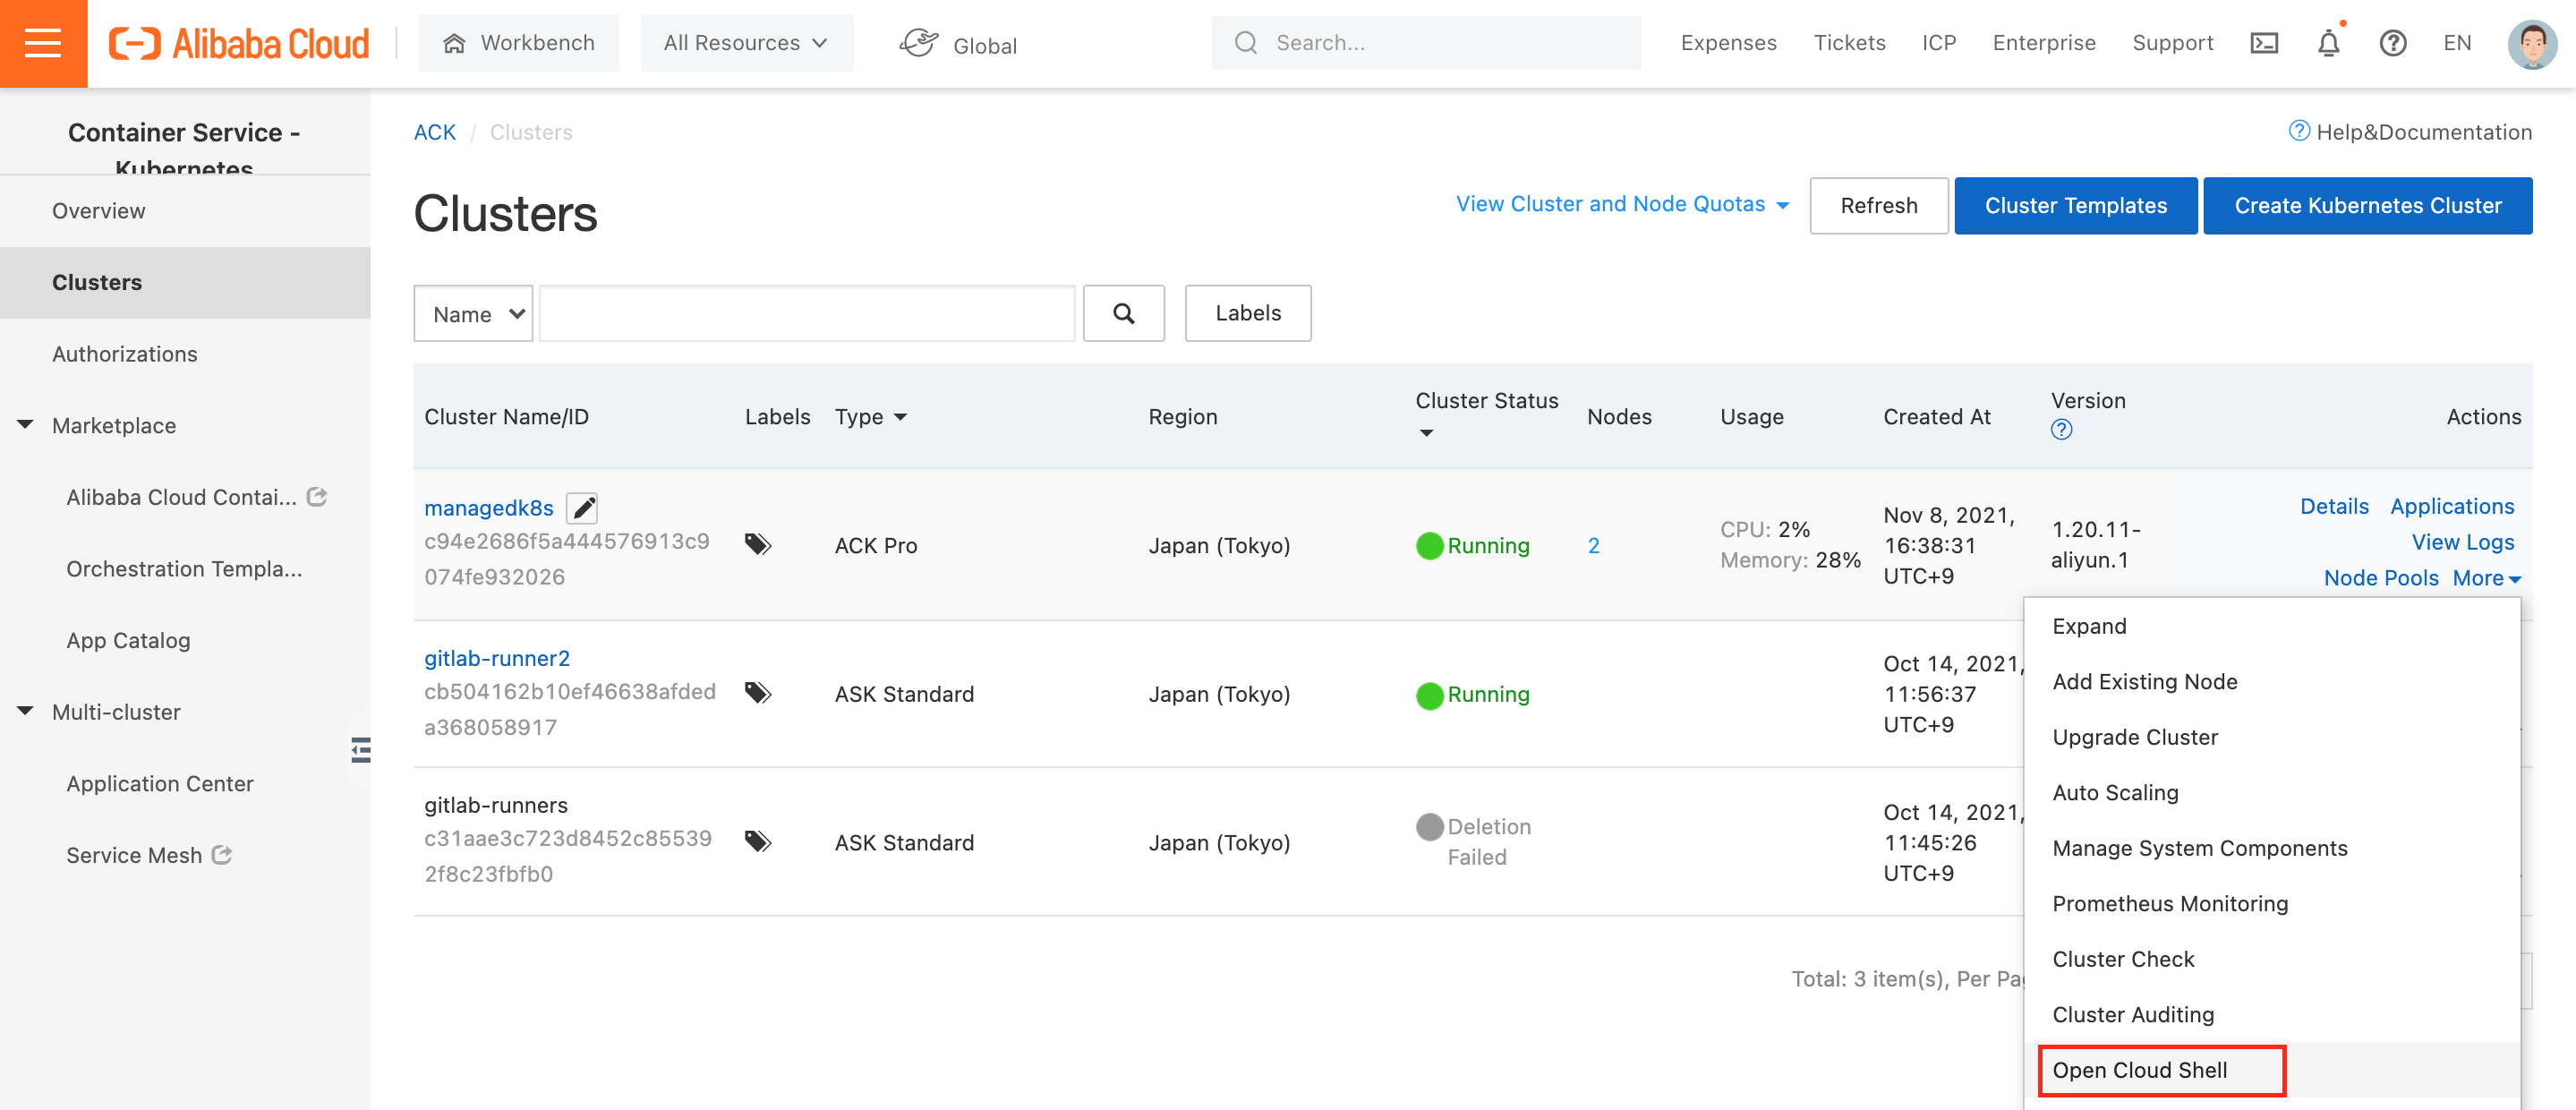 Alibaba Cloud
Workbench
All Resources
Global
Search...
Expenses
Tickets
ICP
Enterprise
Support
EN
Container Service -
Kubernetes
Overview
Clusters
Authorizations
Marketplace
Alibaba Cloud Contai...
Orchestration Templa...
App Catalog
Multi-cluster
Application Center
Service Mesh
ACK / Clusters
Help&Documentation
Clusters
View Cluster and Node Quotas
Refresh
Cluster Templates
Create Kubernetes Cluster
Name
Labels
Cluster Name/ID
Labels
Type
Region
Cluster Status
Nodes
Usage
Created At
Version
Actions
managedk8s
c94e2686f5a444576913c9
074fe932026
ACK Pro
Japan (Tokyo)
Running
2
CPU: 2%
Memory: 28%
Nov 8, 2021,
16:38:31
UTC+9
1.20.11-
aliyun.1
Details Applications
View Logs
Node Pools More
gitlab-runner2
cb504162b10ef46638afded
a368058917
ASK Standard
Japan (Tokyo)
Running
Oct 14, 2021,
11:56:37
UTC+9
gitlab-runners
c31aae3c723d8452c85539
2f8c23fbfb0
ASK Standard
Japan (Tokyo)
Deletion
Failed
Oct 14, 2021,
11:45:26
UTC+9
Total: 3 item(s), Per
Expand
Add Existing Node
Upgrade Cluster
Auto Scaling
Manage System Components
Prometheus Monitoring
Cluster Check
Cluster Auditing
Open Cloud Shell